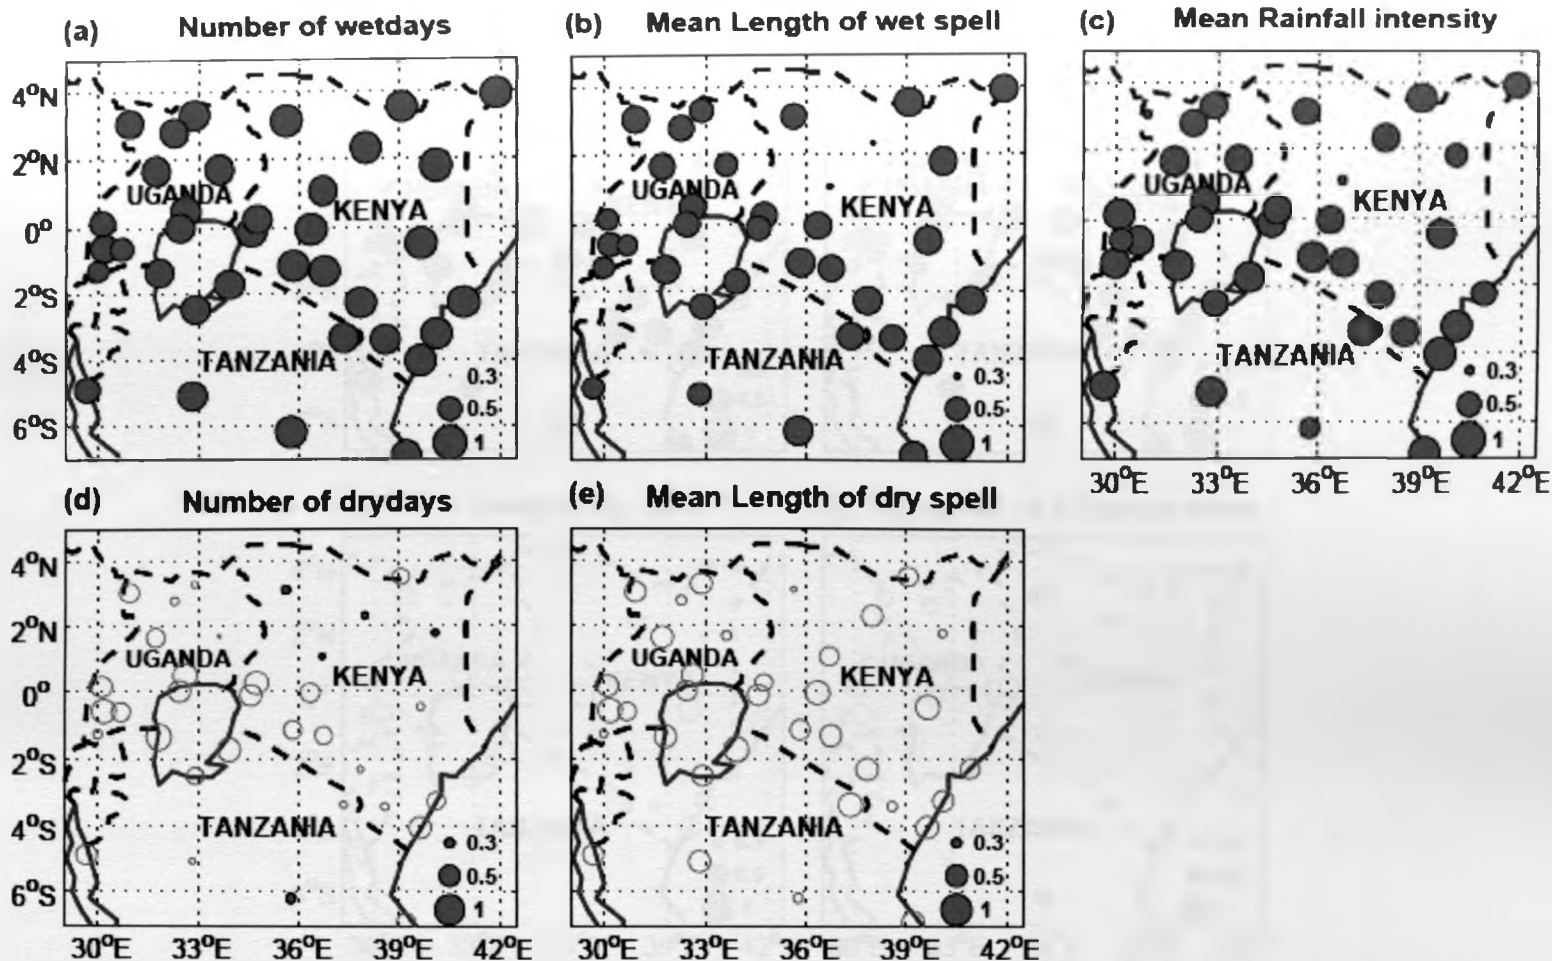 (a) Number of wetdays
(b) Mean Length of wet spell
(c) Mean Rainfall intensity
4°N
2°N
0°
2°S
4°S
6°S
UGANDA
KENYA
TANZANIA
0.3
0.5
1
UGANDA
KENYA
TANZANIA
0.3
0.5
1
UGANDA
KENYA
TANZANIA
0.3
0.5
1
30°E 33°E 36°E 39°E 42°E
(d) Number of drydays
(e) Mean Length of dry spell
4°N
2°N
0°
2°S
4°S
6°S
UGANDA
KENYA
TANZANIA
0.3
0.5
1
30°E 33°E 36°E 39°E 42°E
UGANDA
KENYA
TANZANIA
0.3
0.5
1
30°E 33°E 36°E 39°E 42°E